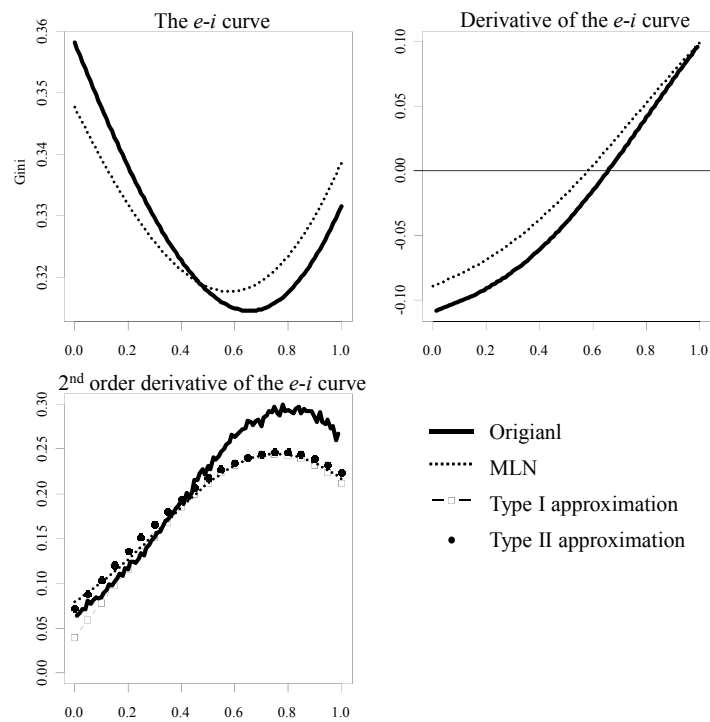 The e-i curve
0.36
0.35
0.34
0.33
0.32
Gini
0.0 0.2 0.4 0.6 0.8 1.0
Derivative of the e-i curve
0.10
0.05
0.00
-0.05
-0.10
0.0 0.2 0.4 0.6 0.8 1.0
2nd order derivative of the e-i curve
0.30
0.25
0.20
0.15
0.10
0.05
0.00
0.0 0.2 0.4 0.6 0.8 1.0
Origianl
MLN
Type I approximation
Type II approximation